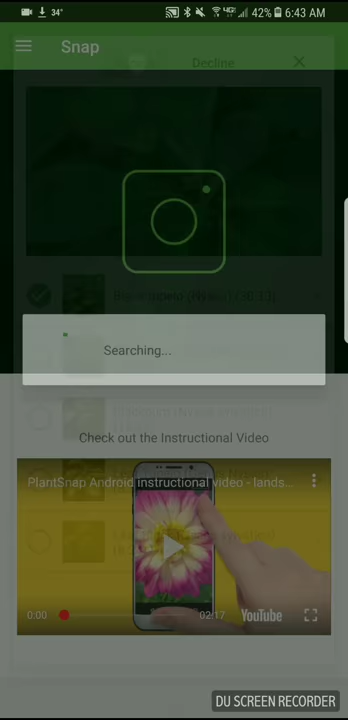 34° 4G 42% 6:43 AM
Snap
Decline
Searching...
Check out the Instructional Video
PlantSnap Android instructional video - lands...
0:00 02:17 YouTube
DU SCREEN RECORDER